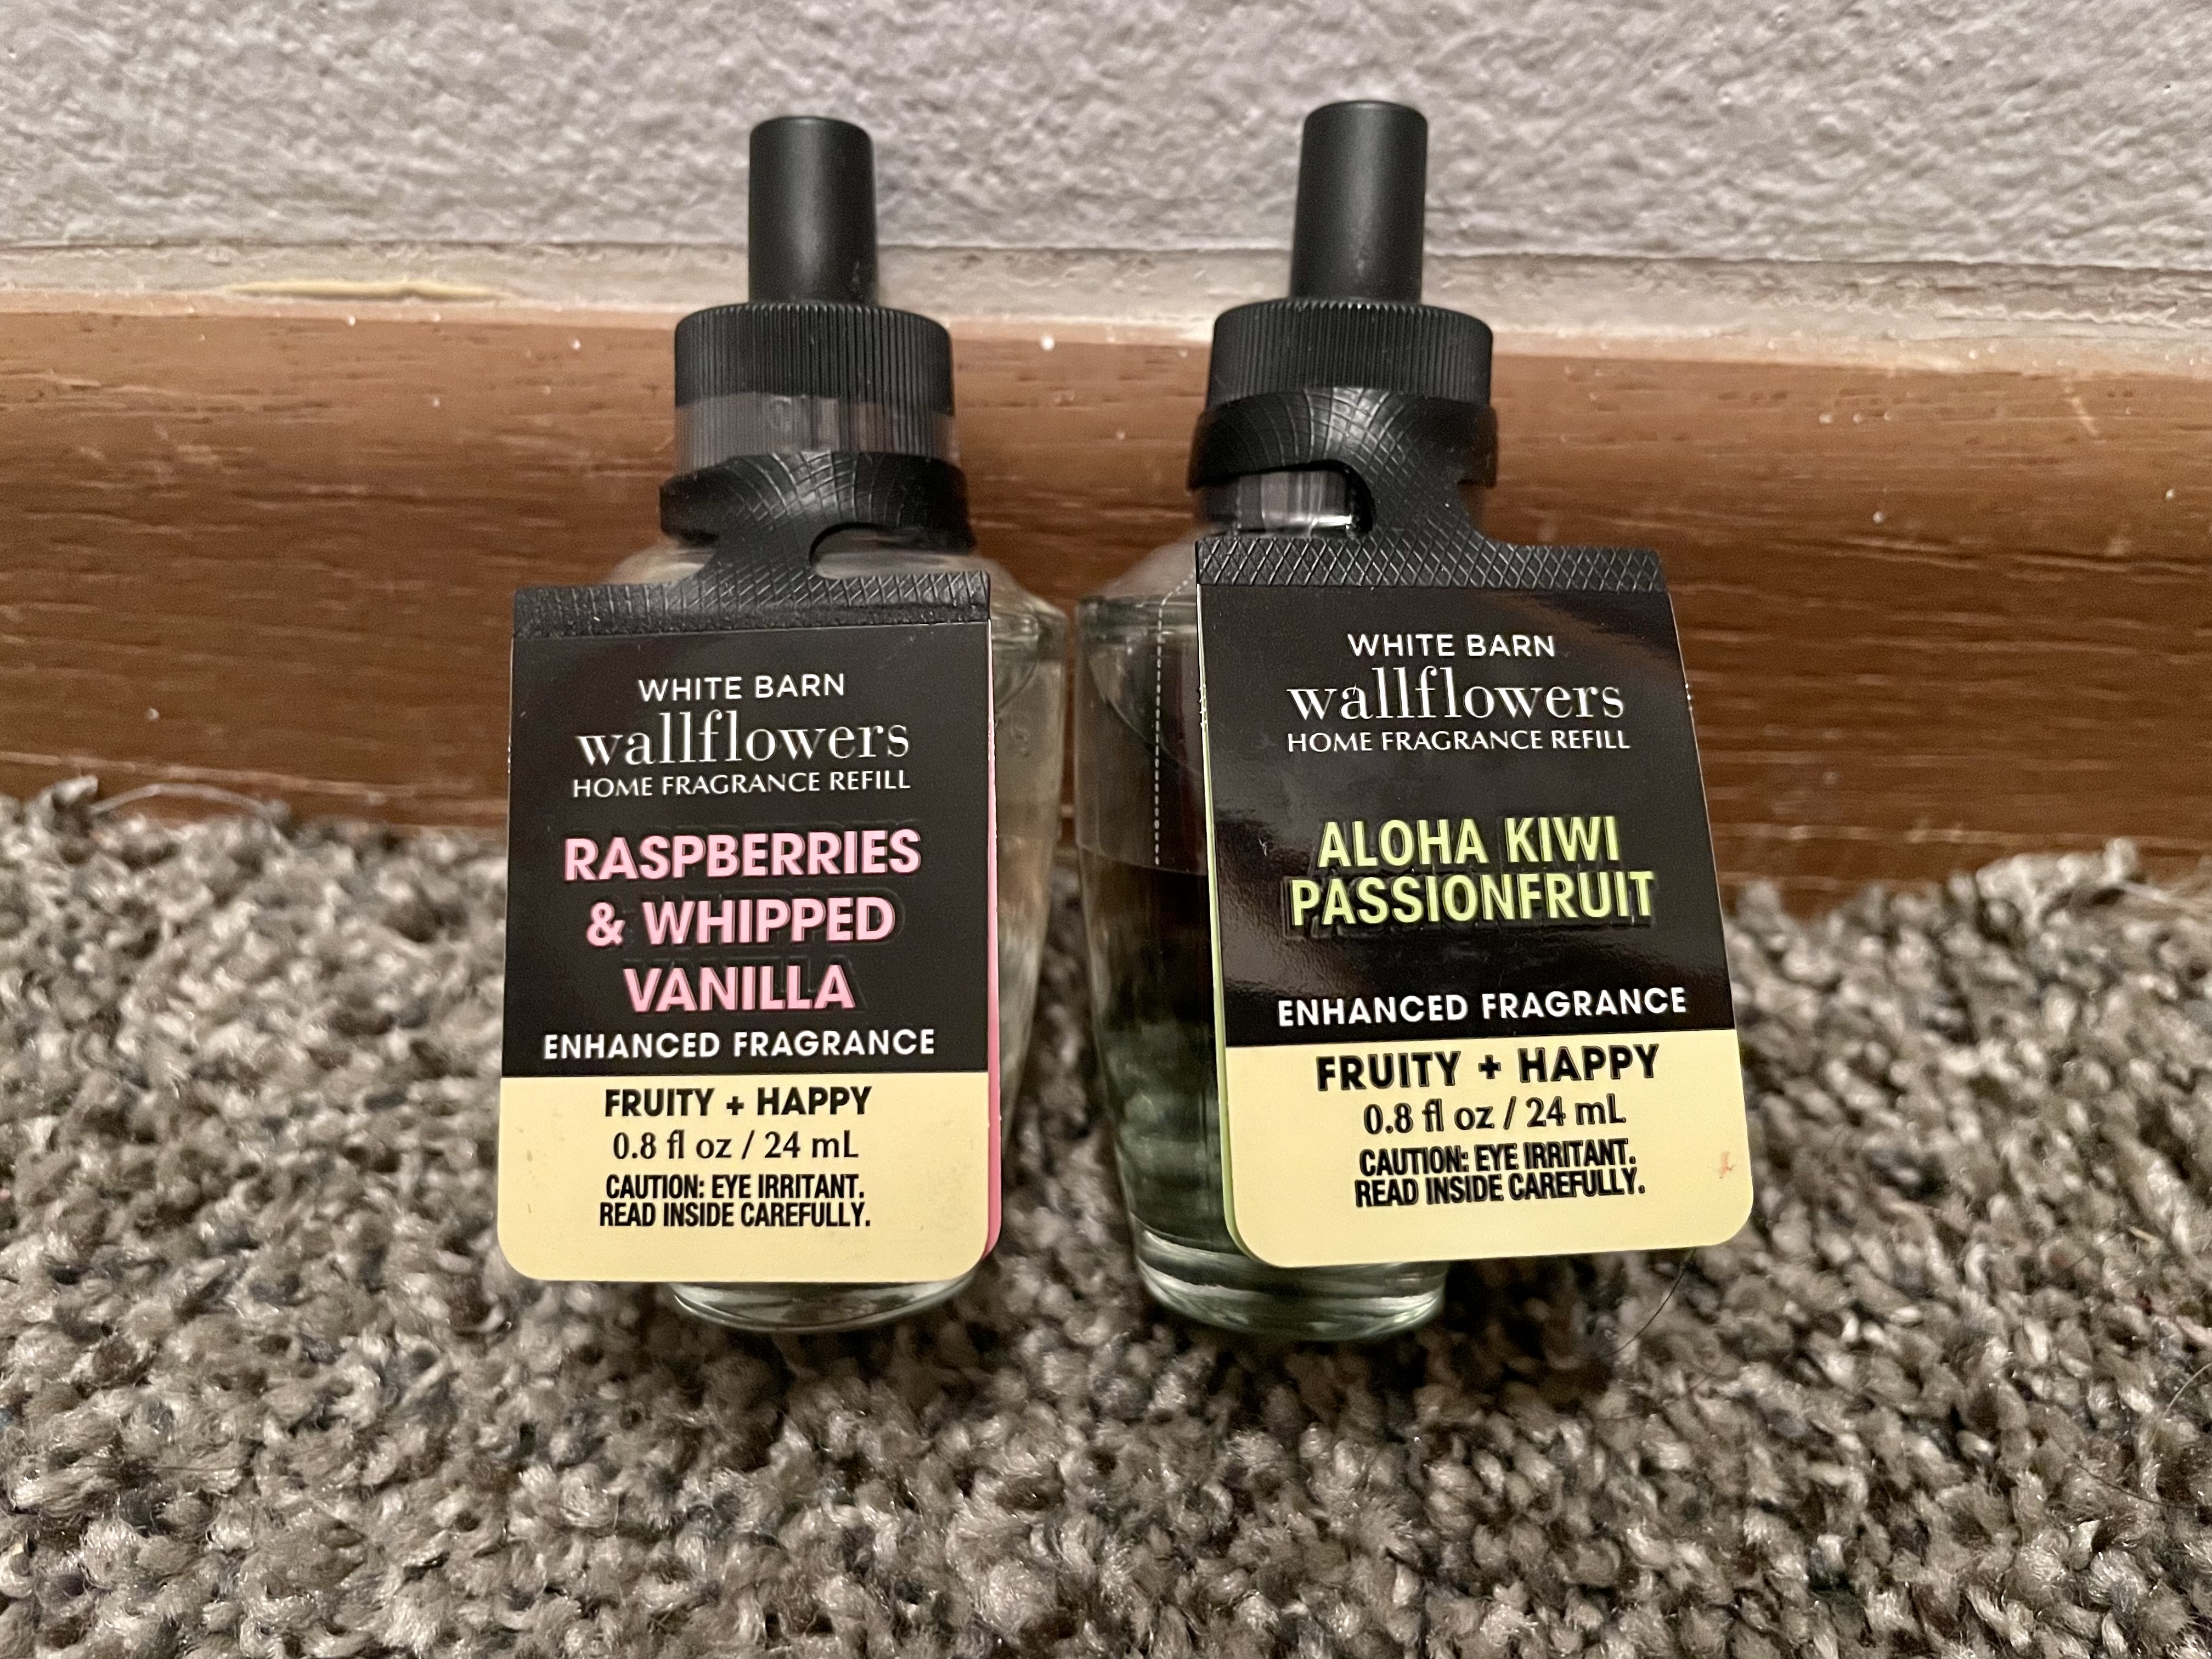 WHITE BARN
wallflowers
HOME FRAGRANCE REFILL
RASPBERRIES
& WHIPPED
VANILLA
ENHANCED FRAGRANCE
FRUITY + HAPPY
0.8 fl oz / 24 mL
CAUTION: EYE IRRITANT.
READ INSIDE CAREFULLY.
WHITE BARN
wallflowers
HOME FRAGRANCE REFILL
ALOHA KIWI
PASSIONFRUIT
ENHANCED FRAGRANCE
FRUITY + HAPPY
0.8 fl oz / 24 mL
CAUTION: EYE IRRITANT.
READ INSIDE CAREFULLY.